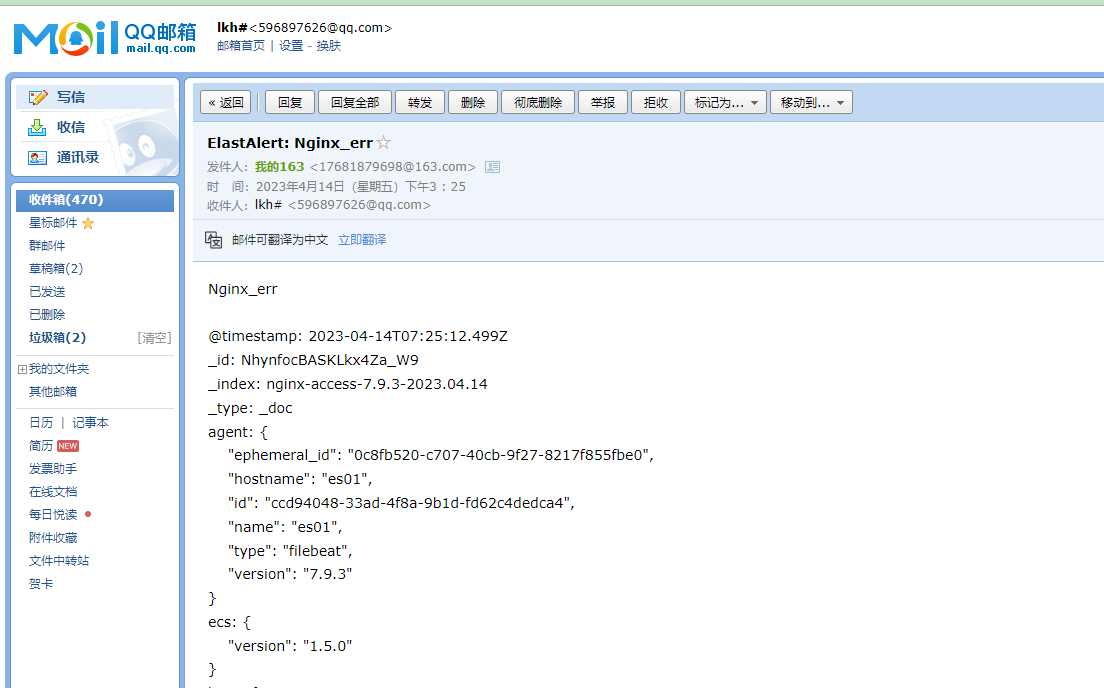 Mail QQ邮箱
mail.qq.com
lkh#<596897626@qq.com>
邮箱首页 | 设置 - 换肤
写信
收信
通讯录
收件箱(470)
星标邮件
群邮件
草稿箱(2)
已发送
已删除
垃圾箱(2) [清空]
我的文件夹
其他邮箱
日历 | 记事本
简历 NEW
发票助手
在线文档
每日悦读
附件收藏
文件中转站
贺卡
« 返回 回复 回复全部 转发 删除 彻底删除 举报 拒收 标记为... 移动到...
ElastAlert: Nginx_err
发件人: 我的163 <17681879698@163.com>
时 间: 2023年4月14日 (星期五) 下午3:25
收件人: lkh# <596897626@qq.com>
邮件可翻译为中文 立即翻译
Nginx_err
@timestamp: 2023-04-14T07:25:12.499Z
_id: NhynfocBASKLkx4Za_W9
_index: nginx-access-7.9.3-2023.04.14
_type: _doc
agent: {
"ephemeral_id": "0c8fb520-c707-40cb-9f27-8217f855fbe0",
"hostname": "es01",
"id": "ccd94048-33ad-4f8a-9b1d-fd62c4dedca4",
"name": "es01",
"type": "filebeat",
"version": "7.9.3"
}
ecs: {
"version": "1.5.0"
}